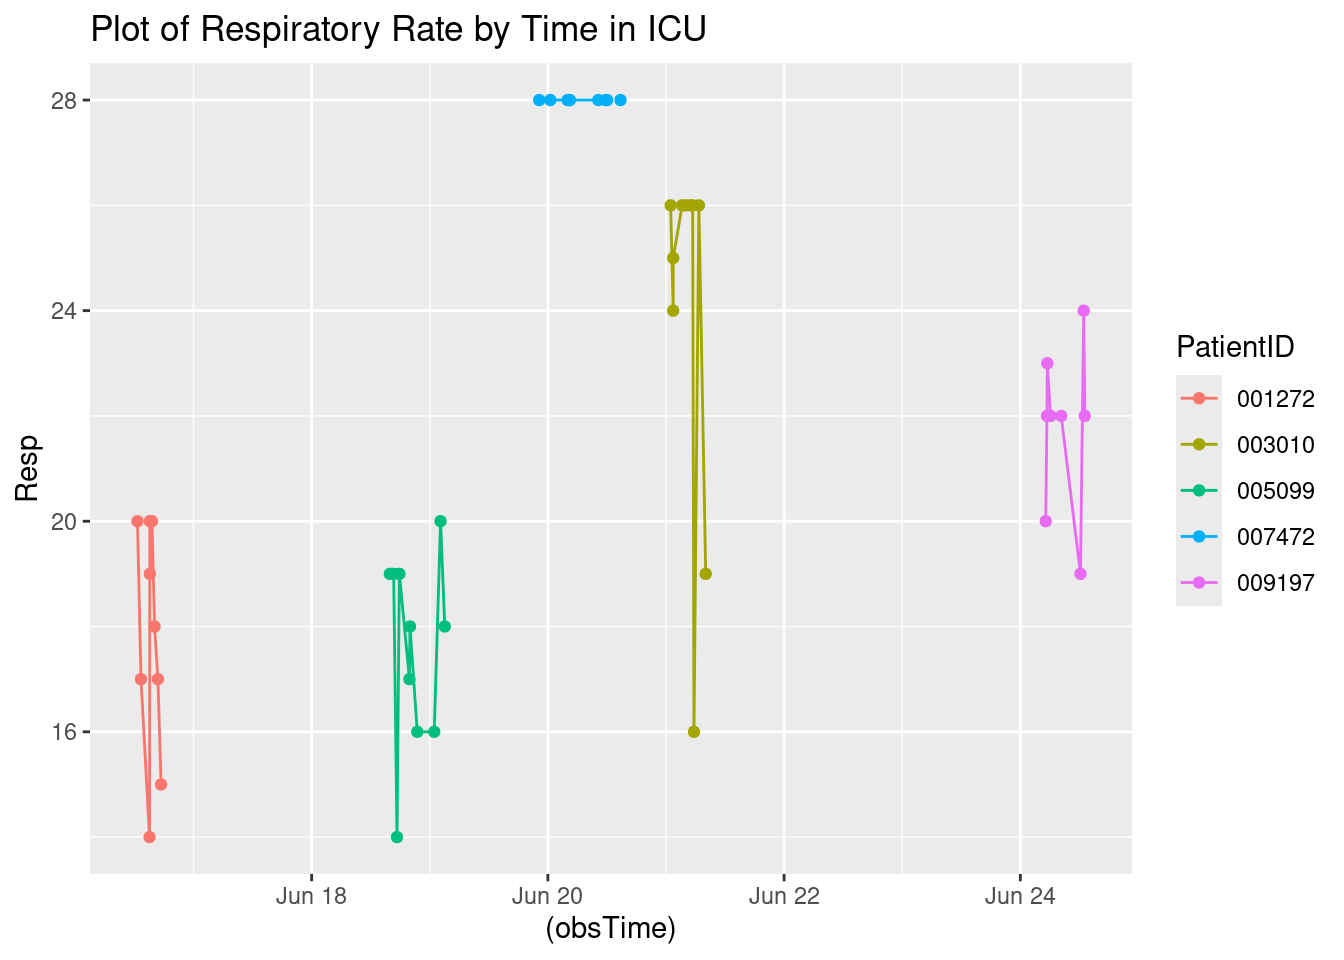 Plot of Respiratory Rate by Time in ICU
28
24
20
16
Resp
Jun 18
Jun 20
Jun 22
Jun 24
(obsTime)
PatientID
001272
003010
005099
007472
009197